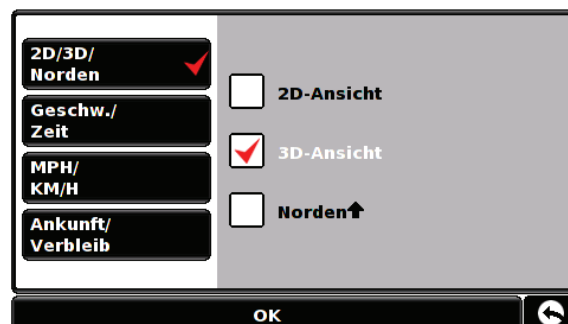 2D/3D/
Norden
Geschw./
Zeit
MPH/
KM/H
Ankunft/
Verbleib
2D-Ansicht
3D-Ansicht
Norden
OK